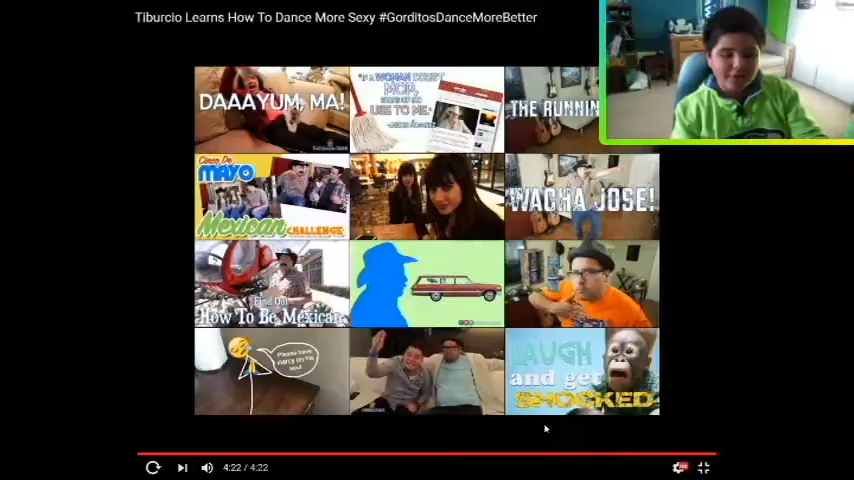 Tiburcio Learns How To Dance More Sexy #GorditosDanceMoreBetter
DAAAYUM, MA!
"IF A WOMAN DOESN'T
MOP,
USE TO ME."
THE RUNNIN
Cinco De
MAYO
Mexican
CHALLENGE
WACHA JOSE!
Find Out
How To Be Mexican
Please have
mercy on his
soul
LAUGH
and get
SHOCKED
4:22 / 4:22
HD